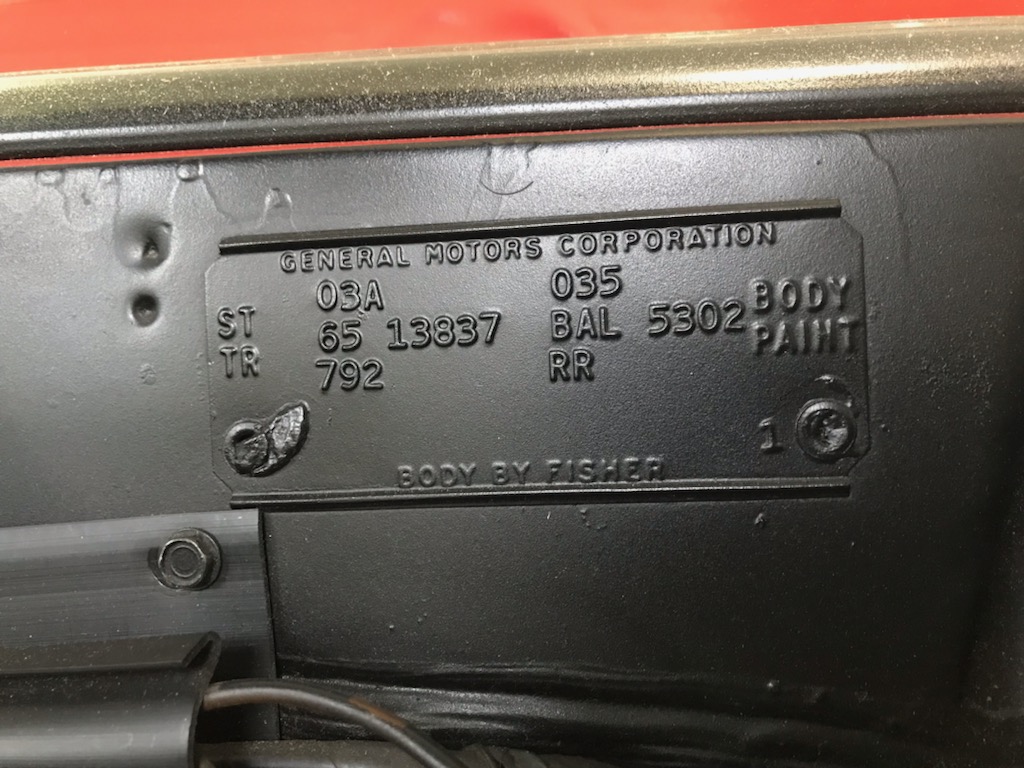 GENERAL MOTORS CORPORATION
03A 035 BODY
ST 65 13837 BAL 5302 PAINT
TR 792 RR
1
BODY BY FISHER